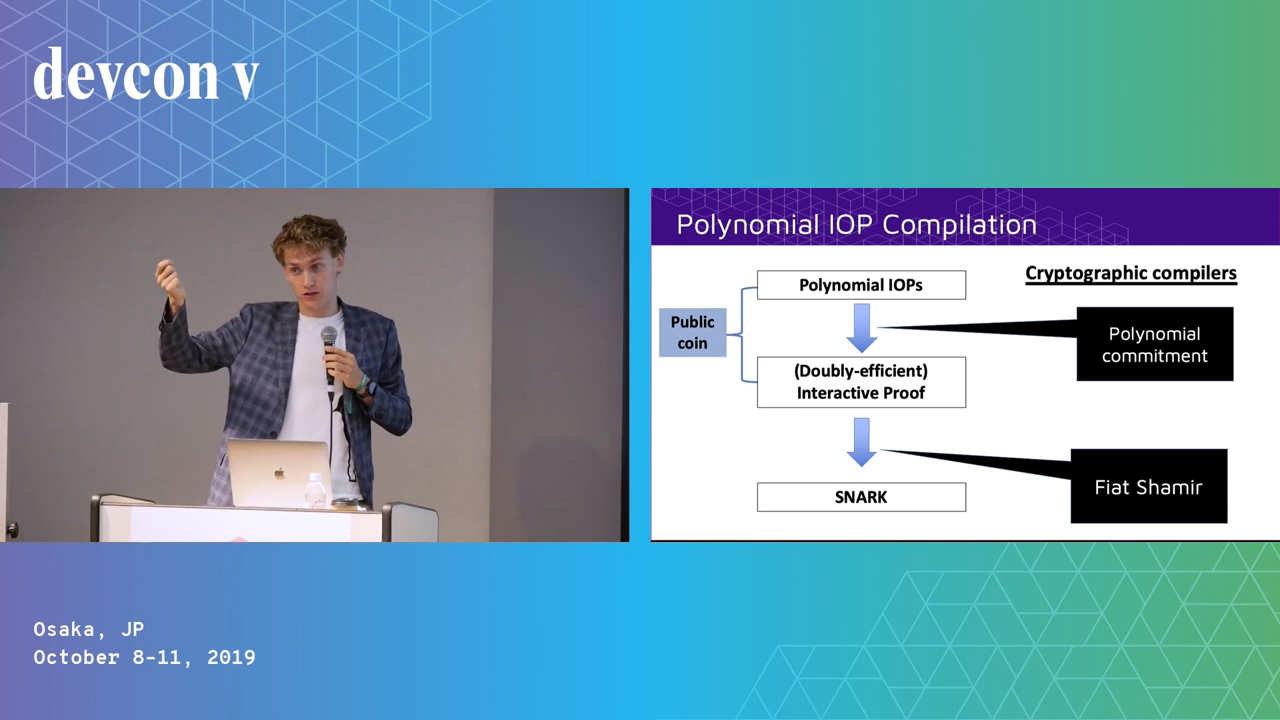 devcon v
Polynomial IOP Compilation
Cryptographic compilers
Polynomial IOPs
Public
coin
Polynomial
commitment
(Doubly-efficient)
Interactive Proof
Fiat Shamir
SNARK
Osaka, JP
October 8-11, 2019